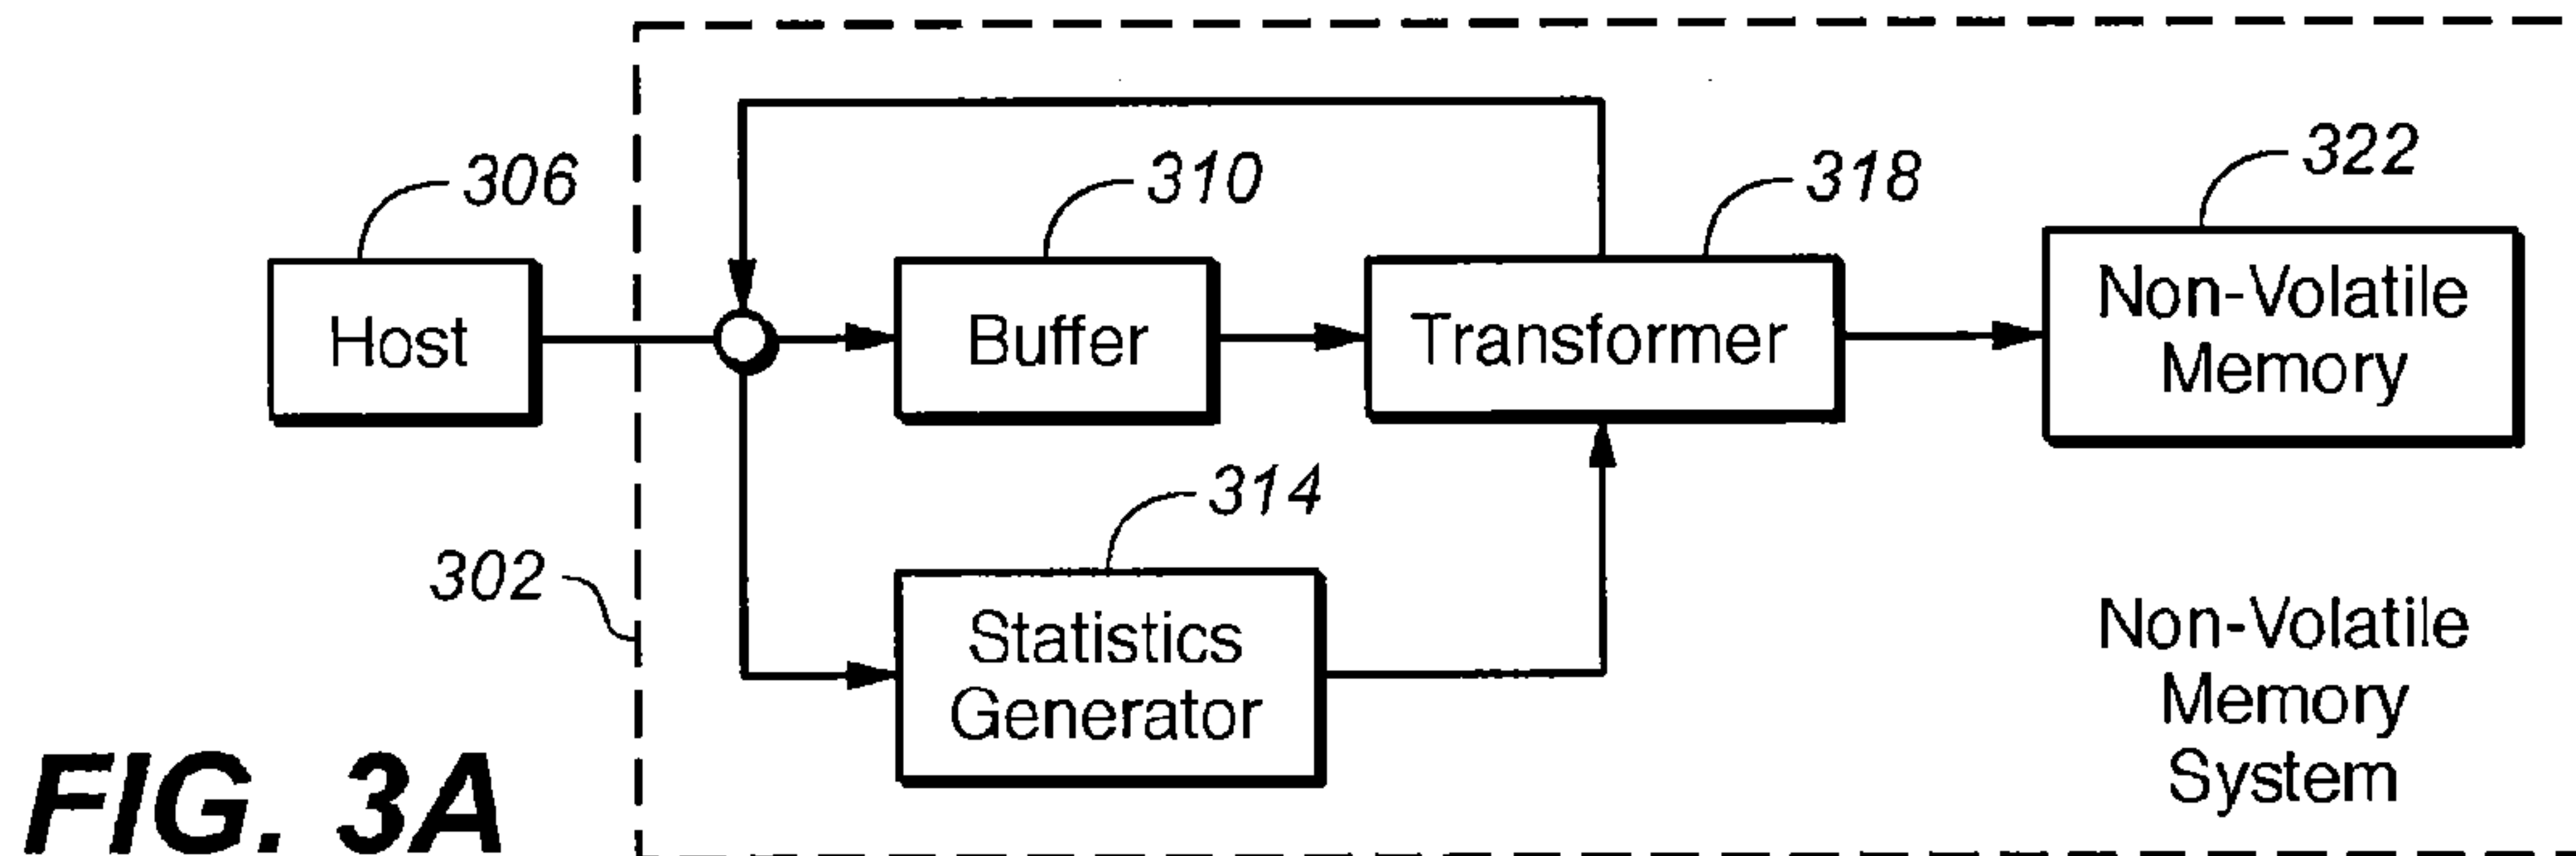 306
310
318
322
Host
Buffer
Transformer
Non-Volatile
Memory
314
302
Statistics
Generator
Non-Volatile
Memory
System
FIG. 3A